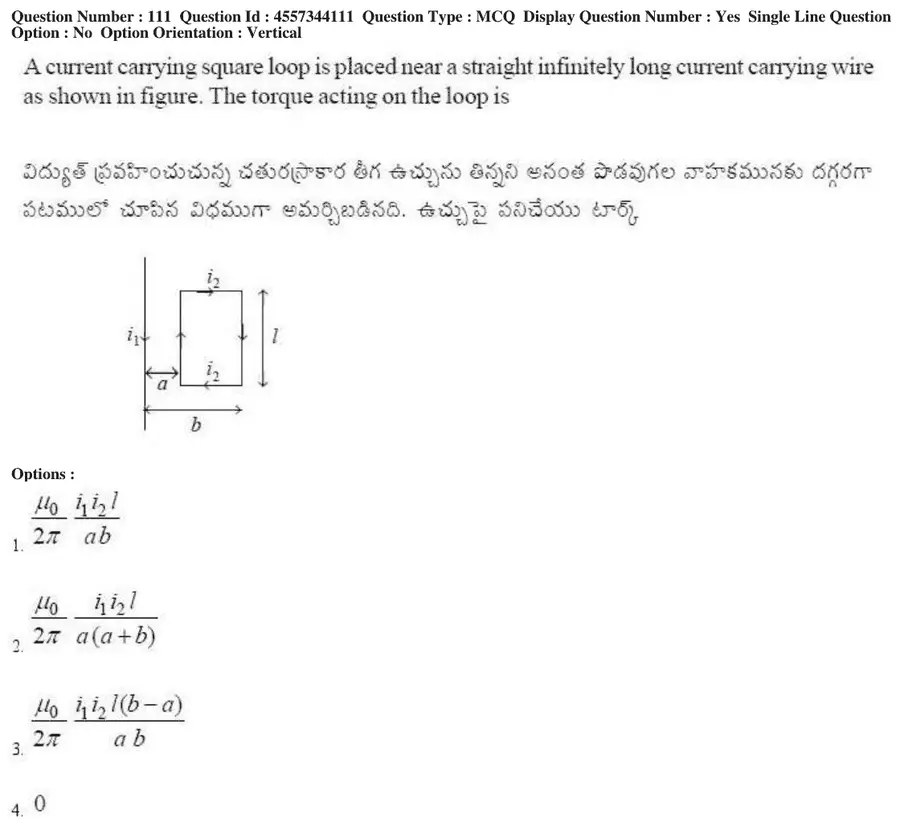 Question Number : 111 Question Id : 4557344111 Question Type : MCQ Display Question Number : Yes Single Line Question
Option : No Option Orientation : Vertical
A current carrying square loop is placed near a straight infinitely long current carrying wire
as shown in figure. The torque acting on the loop is
విద్యుత్ ప్రవహించుచున్న చతురస్రాకార తీగ ఉచ్చును తిన్నని అనంత పొడవుగల వాహకమునకు దగ్గరగా
పటములో చూపిన విధముగా అమర్చిబడినది. ఉచ్చుపై పనిచేయు టార్క్
i₂
i₁
l
i₂
a
b
Options :
1. μ₀/2π i₁i₂l/ab
2. μ₀/2π i₁i₂l/a(a+b)
3. μ₀/2π i₁i₂l(b−a)/ab
4. 0